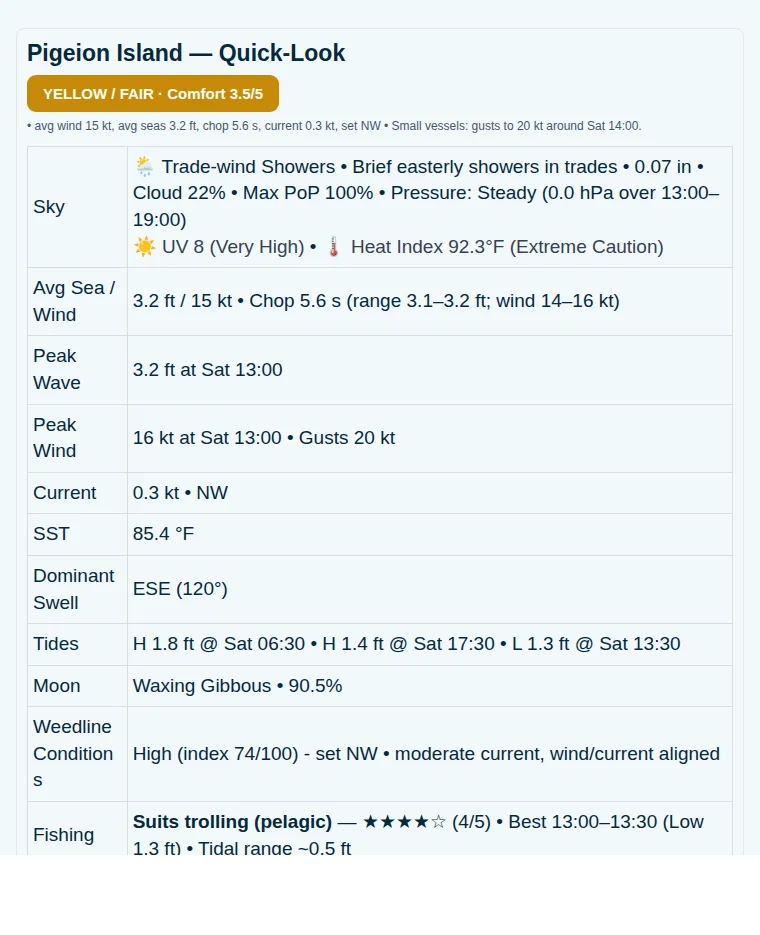 Pigeion Island — Quick-Look
YELLOW / FAIR · Comfort 3.5/5
• avg wind 15 kt, avg seas 3.2 ft, chop 5.6 s, current 0.3 kt, set NW • Small vessels: gusts to 20 kt around Sat 14:00.
Sky
🌦️ Trade-wind Showers • Brief easterly showers in trades • 0.07 in •
Cloud 22% • Max PoP 100% • Pressure: Steady (0.0 hPa over 13:00–
19:00)
☀️ UV 8 (Very High) • 🌡️ Heat Index 92.3°F (Extreme Caution)
Avg Sea /
Wind
3.2 ft / 15 kt • Chop 5.6 s (range 3.1–3.2 ft; wind 14–16 kt)
Peak
Wave
3.2 ft at Sat 13:00
Peak
Wind
16 kt at Sat 13:00 • Gusts 20 kt
Current
0.3 kt • NW
SST
85.4 °F
Dominant
Swell
ESE (120°)
Tides
H 1.8 ft @ Sat 06:30 • H 1.4 ft @ Sat 17:30 • L 1.3 ft @ Sat 13:30
Moon
Waxing Gibbous • 90.5%
Weedline
Condition
s
High (index 74/100) - set NW • moderate current, wind/current aligned
Fishing
Suits trolling (pelagic) — ★★★★☆ (4/5) • Best 13:00–13:30 (Low
1.3 ft) • Tidal range ~0.5 ft